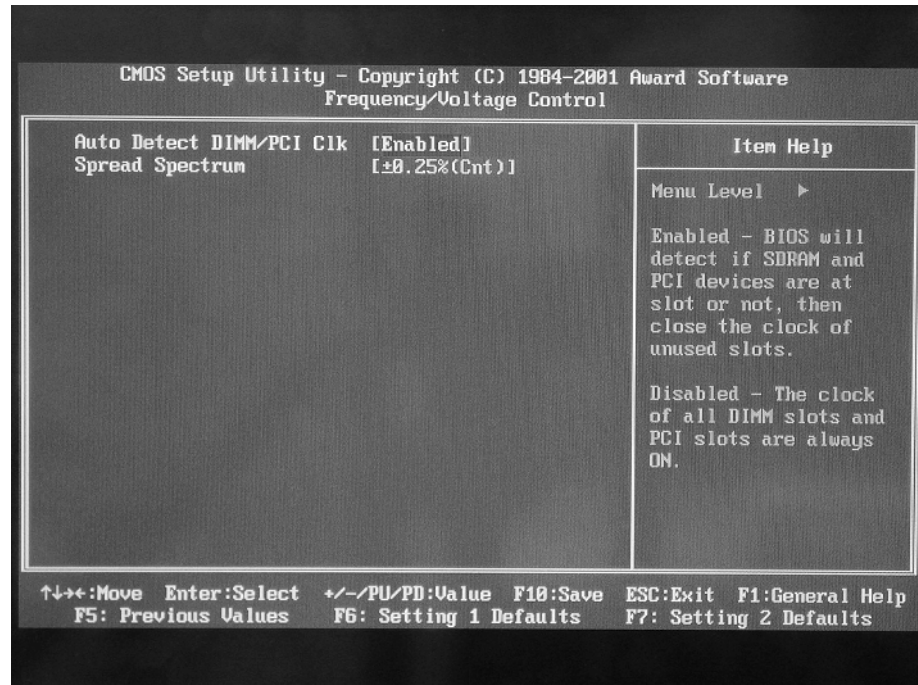 CMOS Setup Utility – Copyright (C) 1984–2001 Award Software
Frequency/Voltage Control
Auto Detect DIMM/PCI Clk [Enabled]
Spread Spectrum [±0.25%(Cnt)]
Item Help
Menu Level ▶
Enabled – BIOS will
detect if SDRAM and
PCI devices are at
slot or not, then
close the clock of
unused slots.
Disabled – The clock
of all DIMM slots and
PCI slots are always
ON.
↑↓→←:Move Enter:Select +/-/PU/PD:Value F10:Save ESC:Exit F1:General Help
F5: Previous Values F6: Setting 1 Defaults F7: Setting 2 Defaults